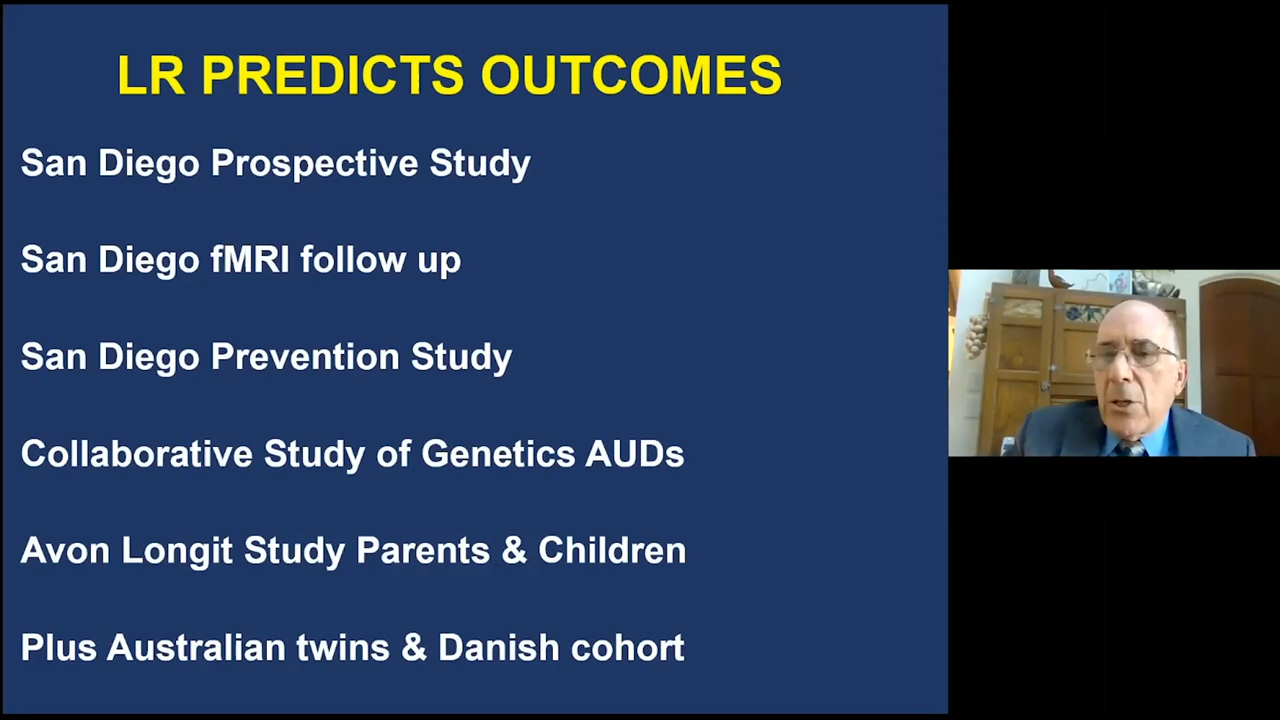 LR PREDICTS OUTCOMES
San Diego Prospective Study
San Diego fMRI follow up
San Diego Prevention Study
Collaborative Study of Genetics AUDs
Avon Longit Study Parents & Children
Plus Australian twins & Danish cohort